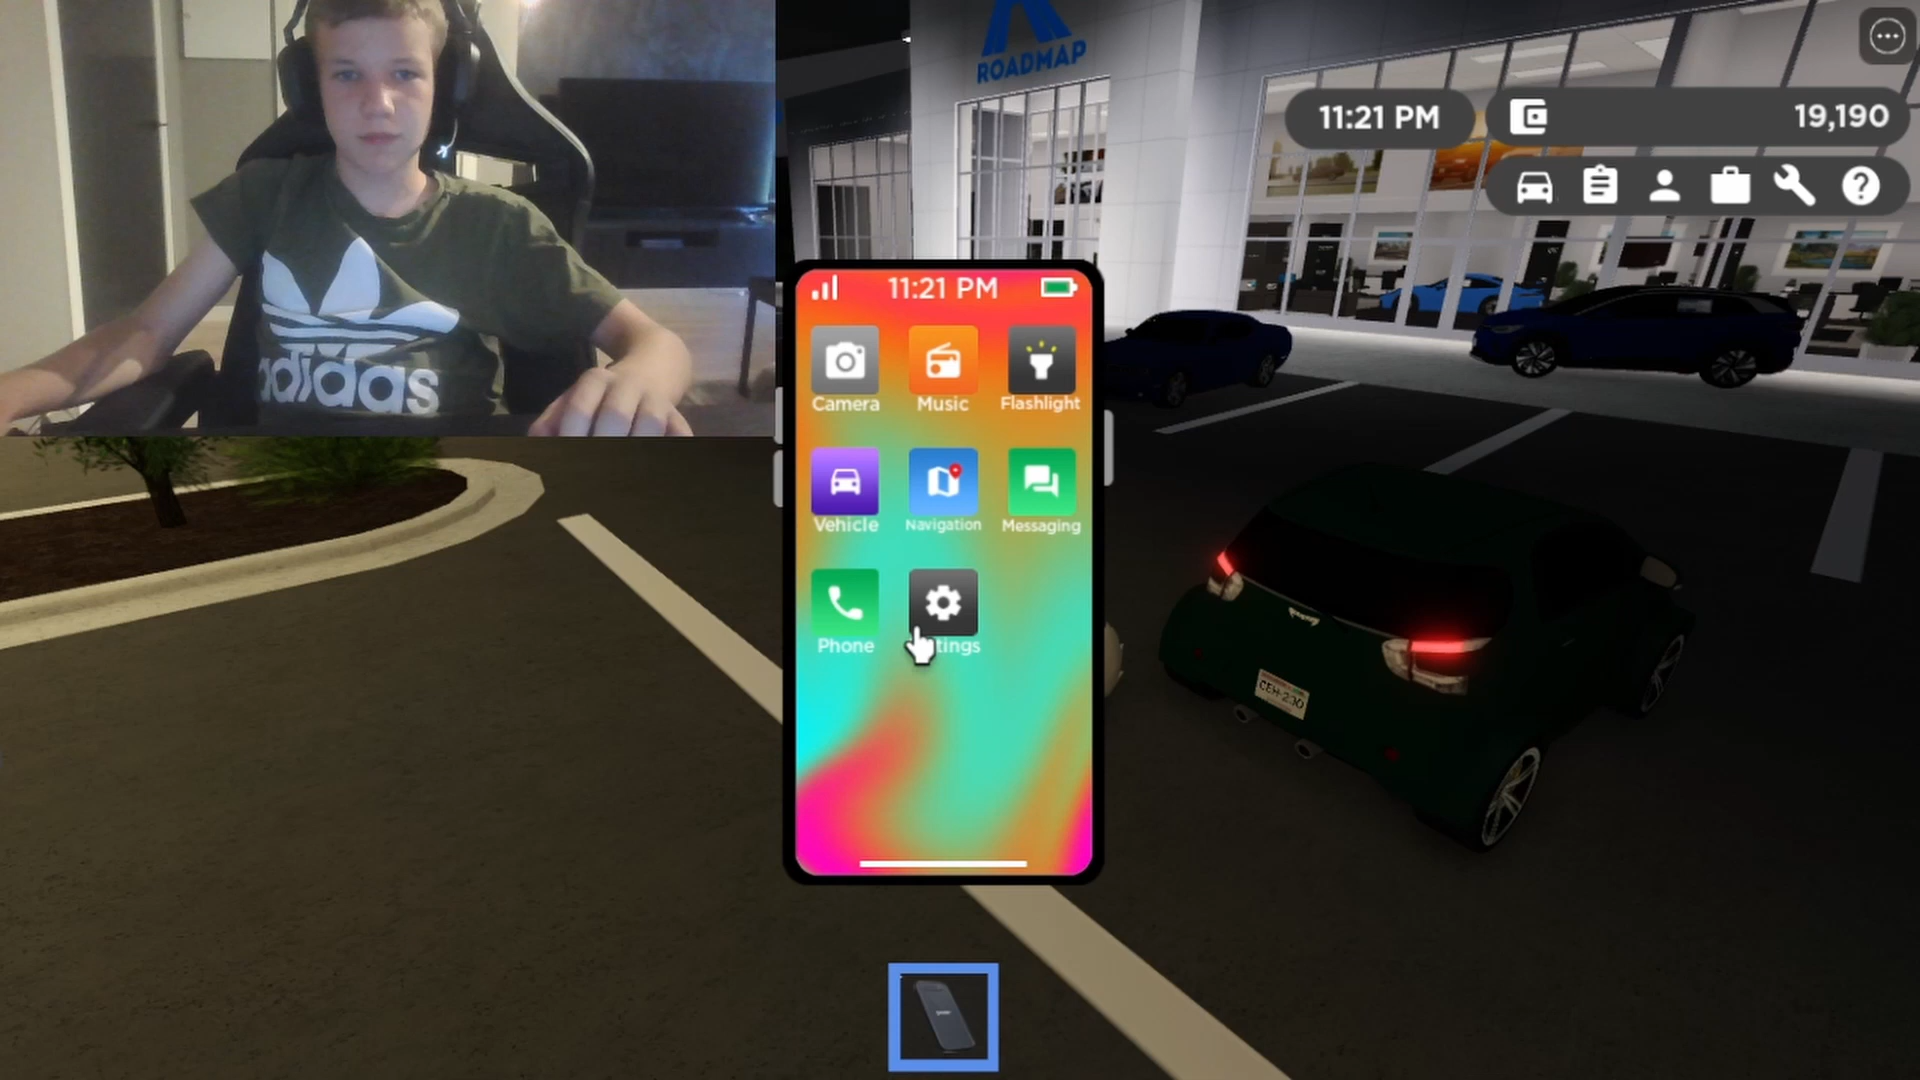 ROADMAP
11:21 PM
19,190
11:21 PM
Camera
Music
Flashlight
Vehicle
Navigation
Messaging
Phone
tings
adidas